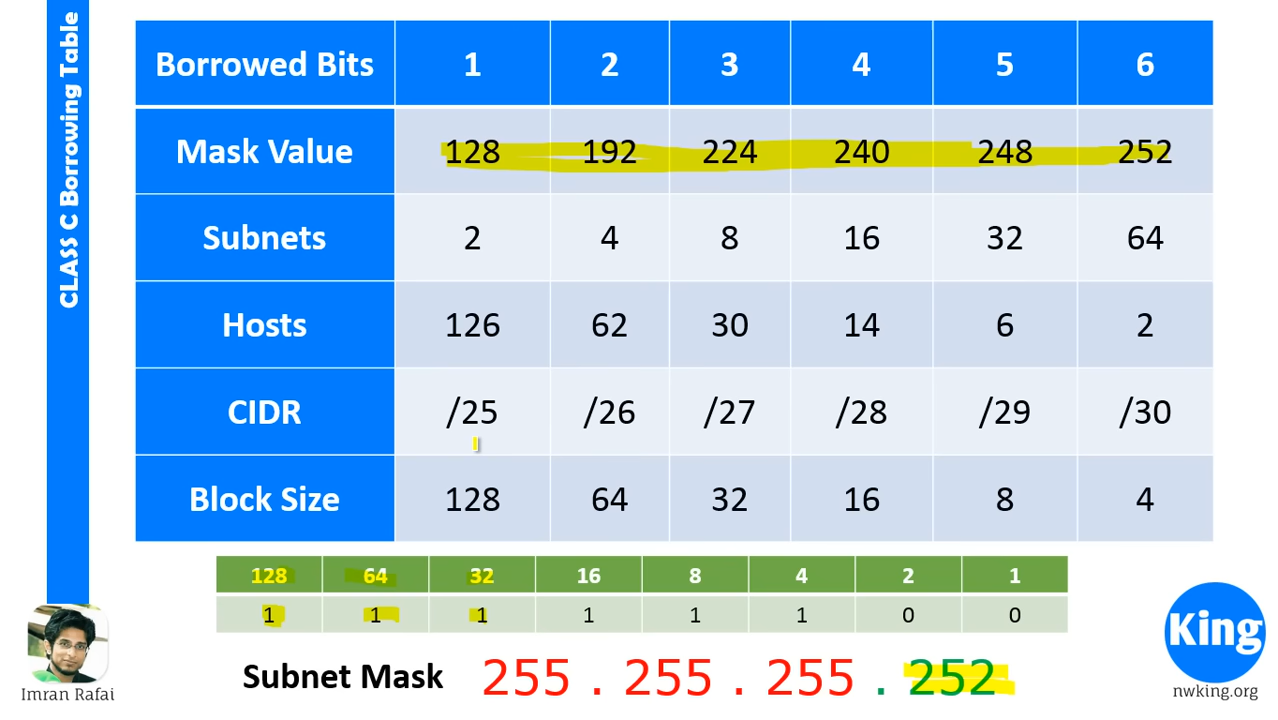 CLASS C Borrowing Table
Borrowed Bits 1 2 3 4 5 6
Mask Value 128 192 224 240 248 252
Subnets 2 4 8 16 32 64
Hosts 126 62 30 14 6 2
CIDR /25 /26 /27 /28 /29 /30
Block Size 128 64 32 16 8 4
128 64 32 16 8 4 2 1
1 1 1 1 1 1 0 0
Subnet Mask 255 . 255 . 255 . 252
Imran Rafai
King
nwking.org